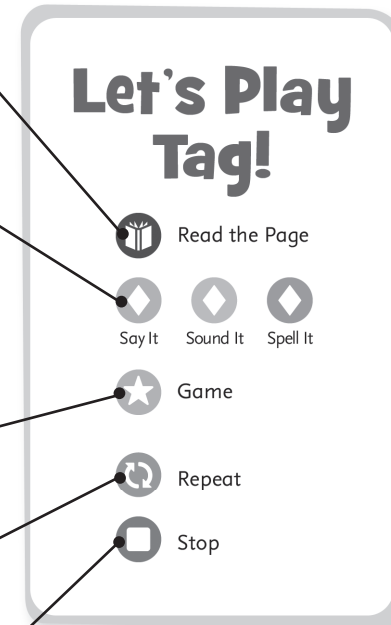 Let's Play
Tag!
Read the Page
Say It Sound It Spell It
Game
Repeat
Stop